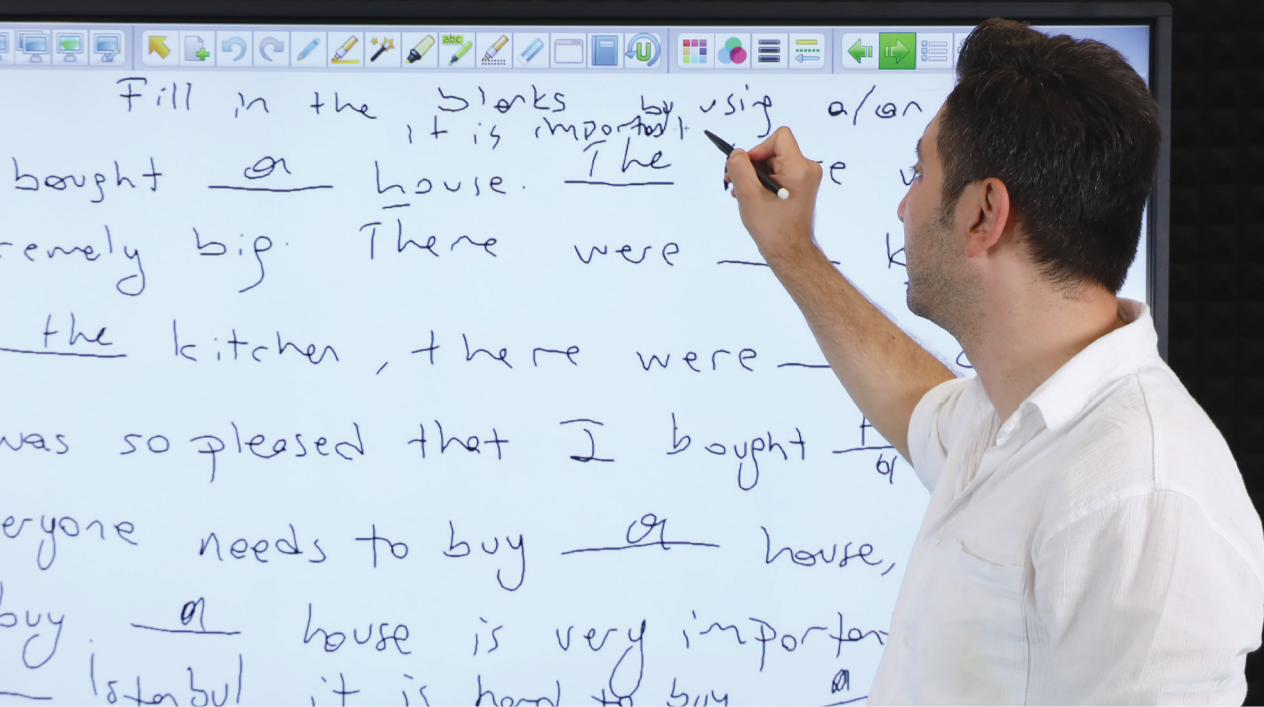 abc
Fill in the blanks by using a/an
it is important
bought a house. The
remely big. There were
the kitchen, there were
was so pleased that I bought
eryone needs to buy a house,
buy. a house is very importan
Istanbul it is hard to buy a